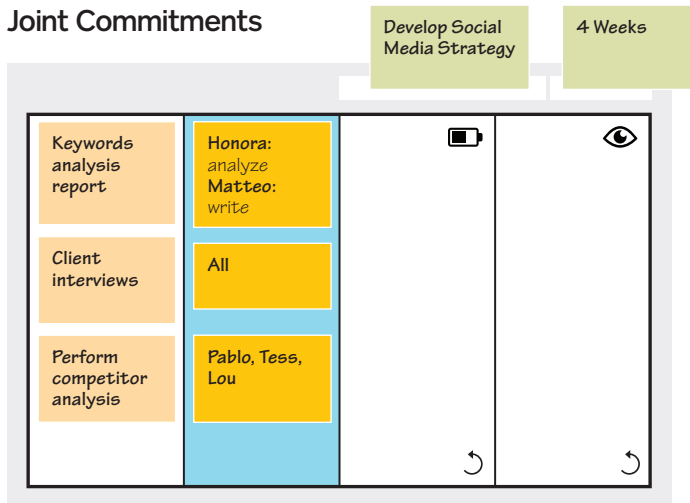 Joint Commitments
Develop Social
Media Strategy
4 Weeks
Keywords
analysis
report
Honora:
analyze
Matteo:
write
Client
interviews
All
Perform
competitor
analysis
Pablo, Tess,
Lou